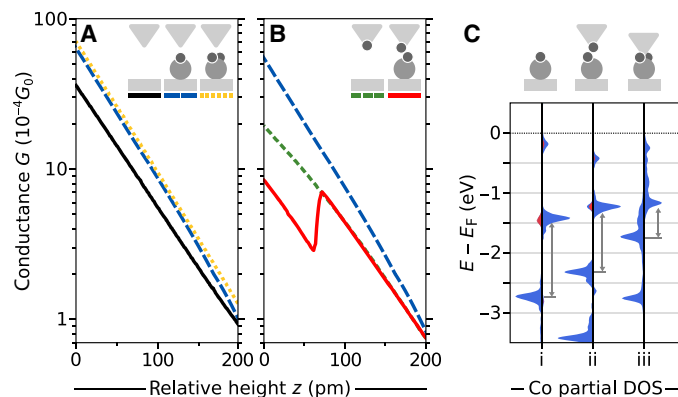 A B C
100
10
1
Conductance G (10⁻⁴G₀)
0 100 200 0 100 200
Relative height z (pm)
0
−1
−2
−3
E − E_F (eV)
i ii iii
Co partial DOS